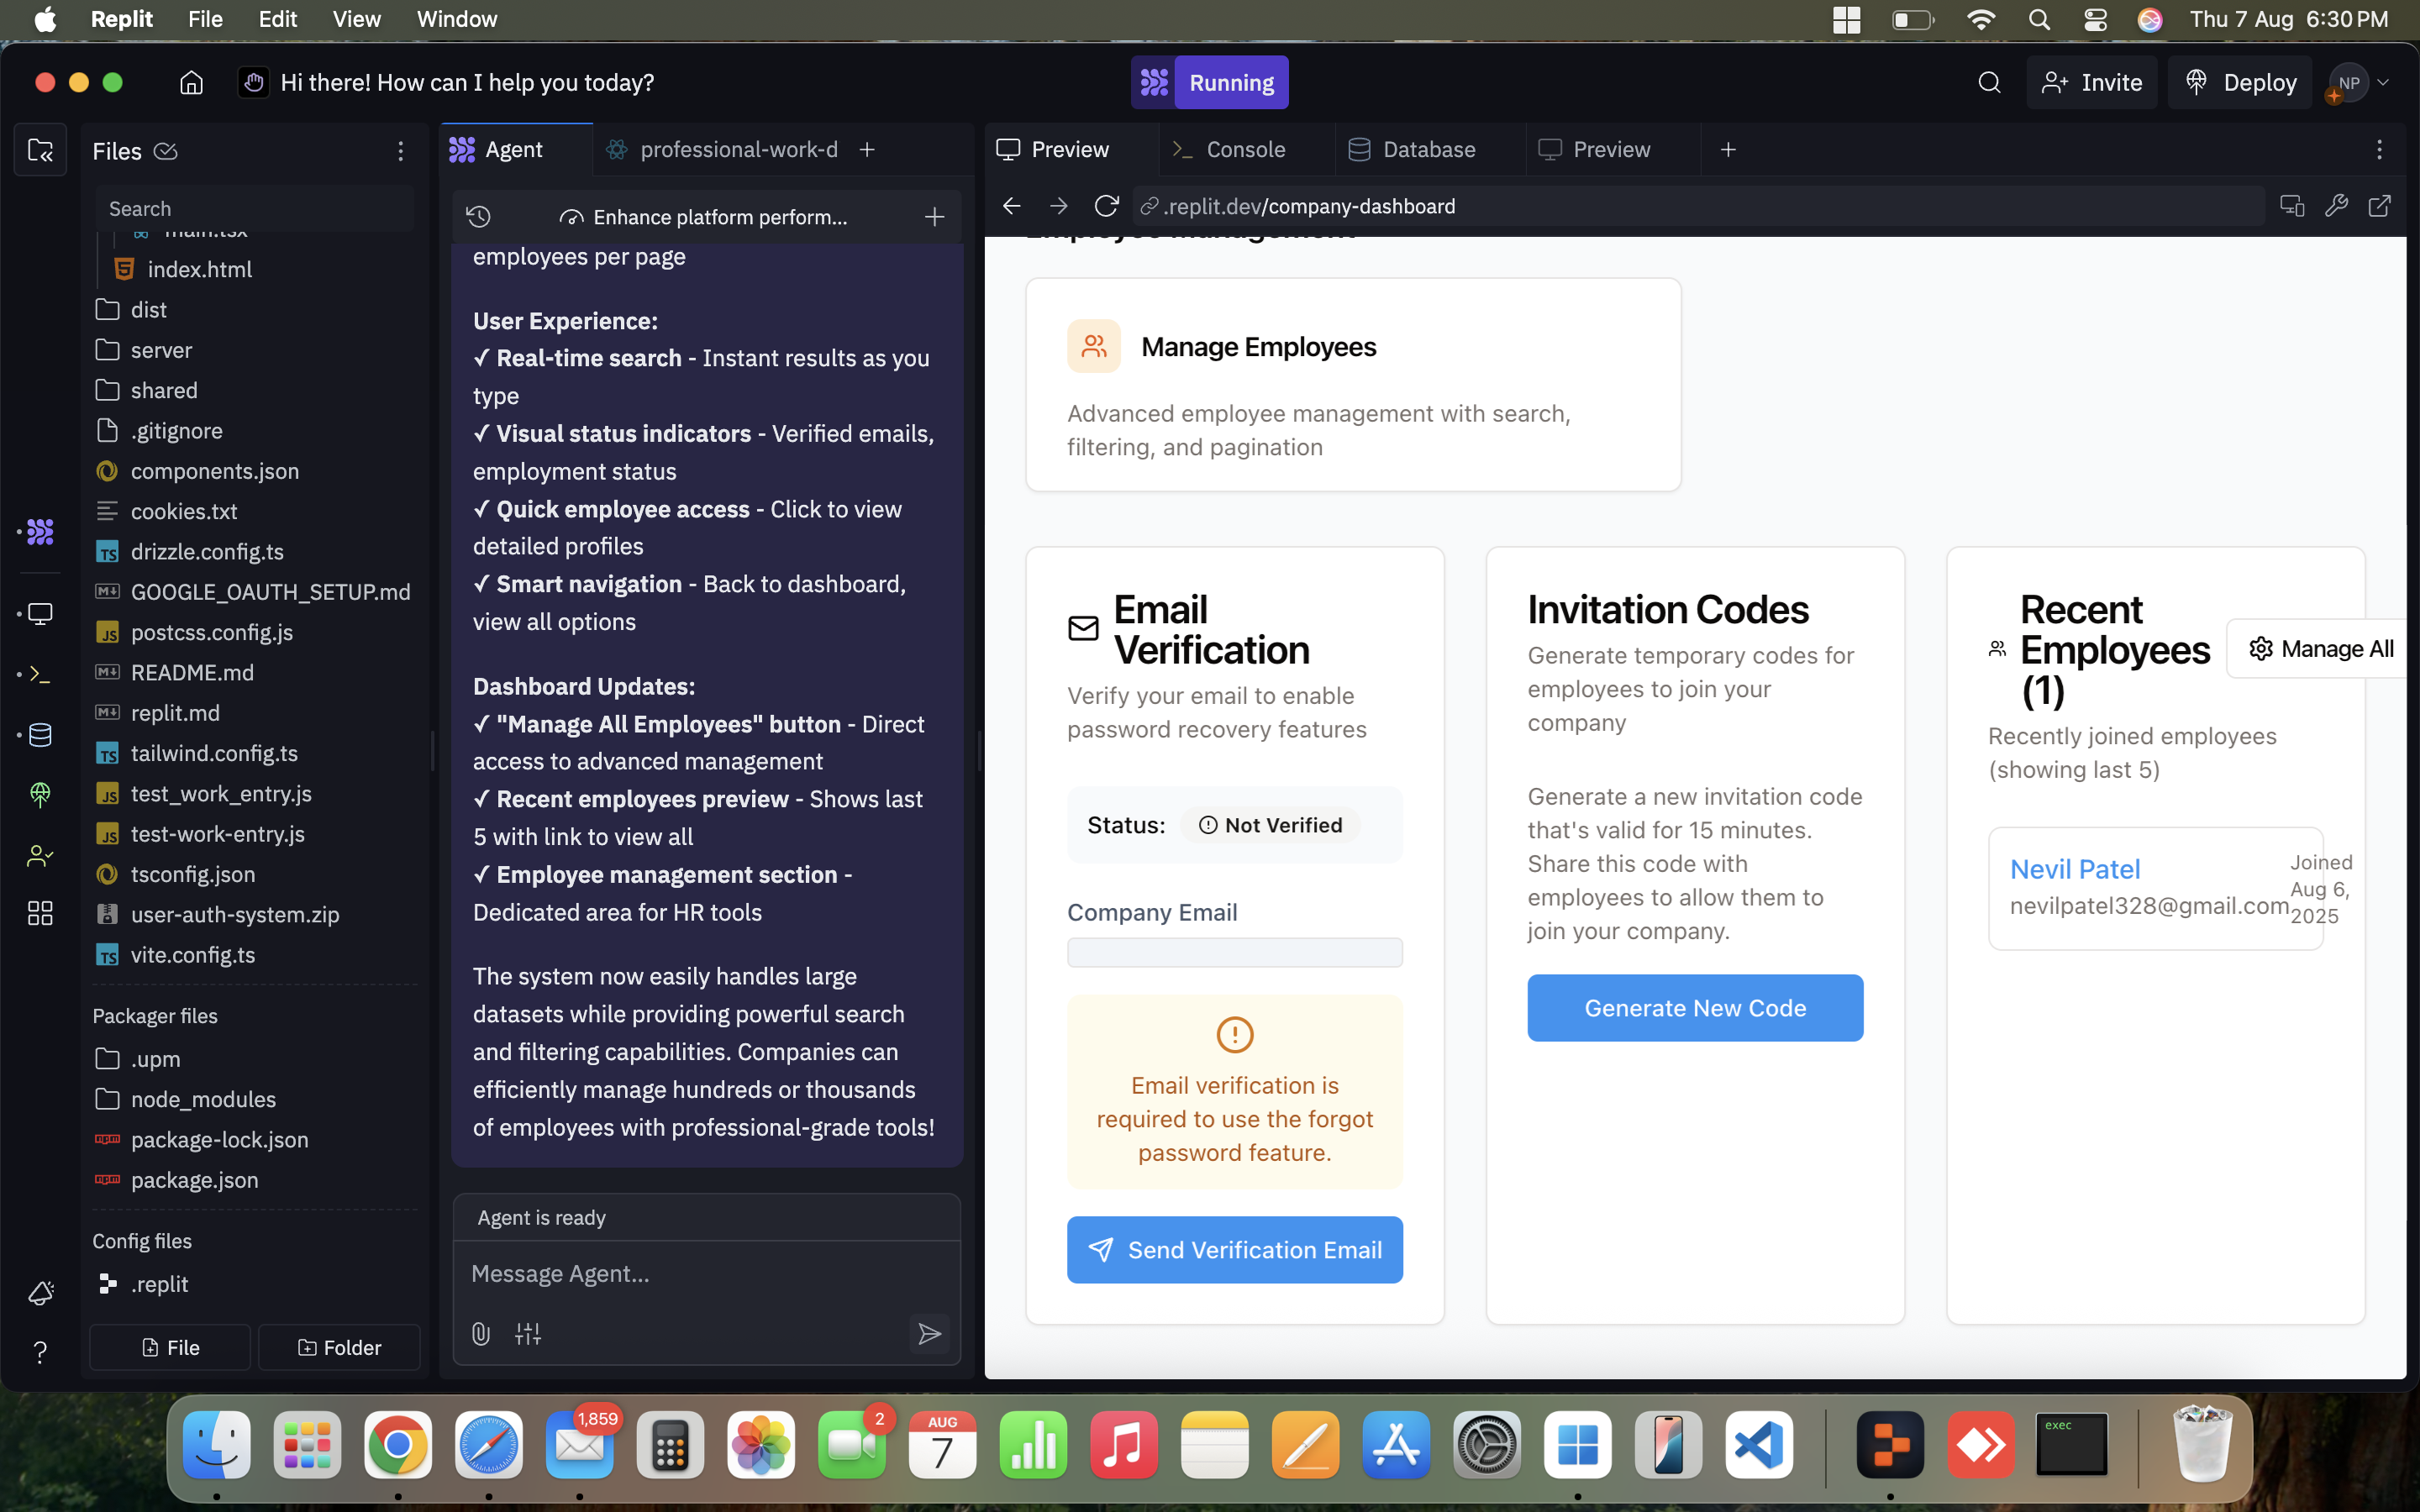 Replit File Edit View Window
Thu 7 Aug 6:30 PM
Hi there! How can I help you today?
Running
Invite
Deploy
NP
Files
Search
main.tsx
index.html
dist
server
shared
.gitignore
components.json
cookies.txt
TS drizzle.config.ts
GOOGLE_OAUTH_SETUP.md
JS postcss.config.js
README.md
replit.md
TS tailwind.config.ts
JS test_work_entry.js
JS test-work-entry.js
tsconfig.json
user-auth-system.zip
TS vite.config.ts
Packager files
.upm
node_modules
package-lock.json
package.json
Config files
.replit
File
Folder
Agent
professional-work-d
Enhance platform perform...
employees per page
User Experience:
✓ Real-time search - Instant results as you
type
✓ Visual status indicators - Verified emails,
employment status
✓ Quick employee access - Click to view
detailed profiles
✓ Smart navigation - Back to dashboard,
view all options
Dashboard Updates:
✓ "Manage All Employees" button - Direct
access to advanced management
✓ Recent employees preview - Shows last
5 with link to view all
✓ Employee management section -
Dedicated area for HR tools
The system now easily handles large
datasets while providing powerful search
and filtering capabilities. Companies can
efficiently manage hundreds or thousands
of employees with professional-grade tools!
Agent is ready
Message Agent...
Preview
Console
Database
Preview
.replit.dev/company-dashboard
Employee Management
Manage Employees
Advanced employee management with search,
filtering, and pagination
Email
Verification
Verify your email to enable
password recovery features
Status: Not Verified
Company Email
Email verification is
required to use the forgot
password feature.
Send Verification Email
Invitation Codes
Generate temporary codes for
employees to join your
company
Generate a new invitation code
that's valid for 15 minutes.
Share this code with
employees to allow them to
join your company.
Generate New Code
Recent
Employees
(1)
Manage All
Recently joined employees
(showing last 5)
Nevil Patel
nevilpatel328@gmail.com
Joined
Aug 6,
2025
1,859
2
AUG
7
exec